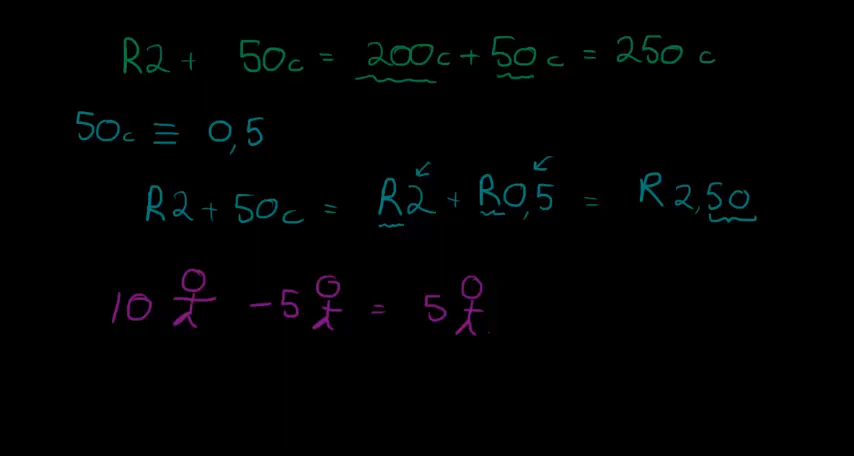 R2 + 50c = 200c + 50c = 250c
50c ≡ 0,5
R2 + 50c = R2 + R0,5 = R2,50
10 - 5 = 5